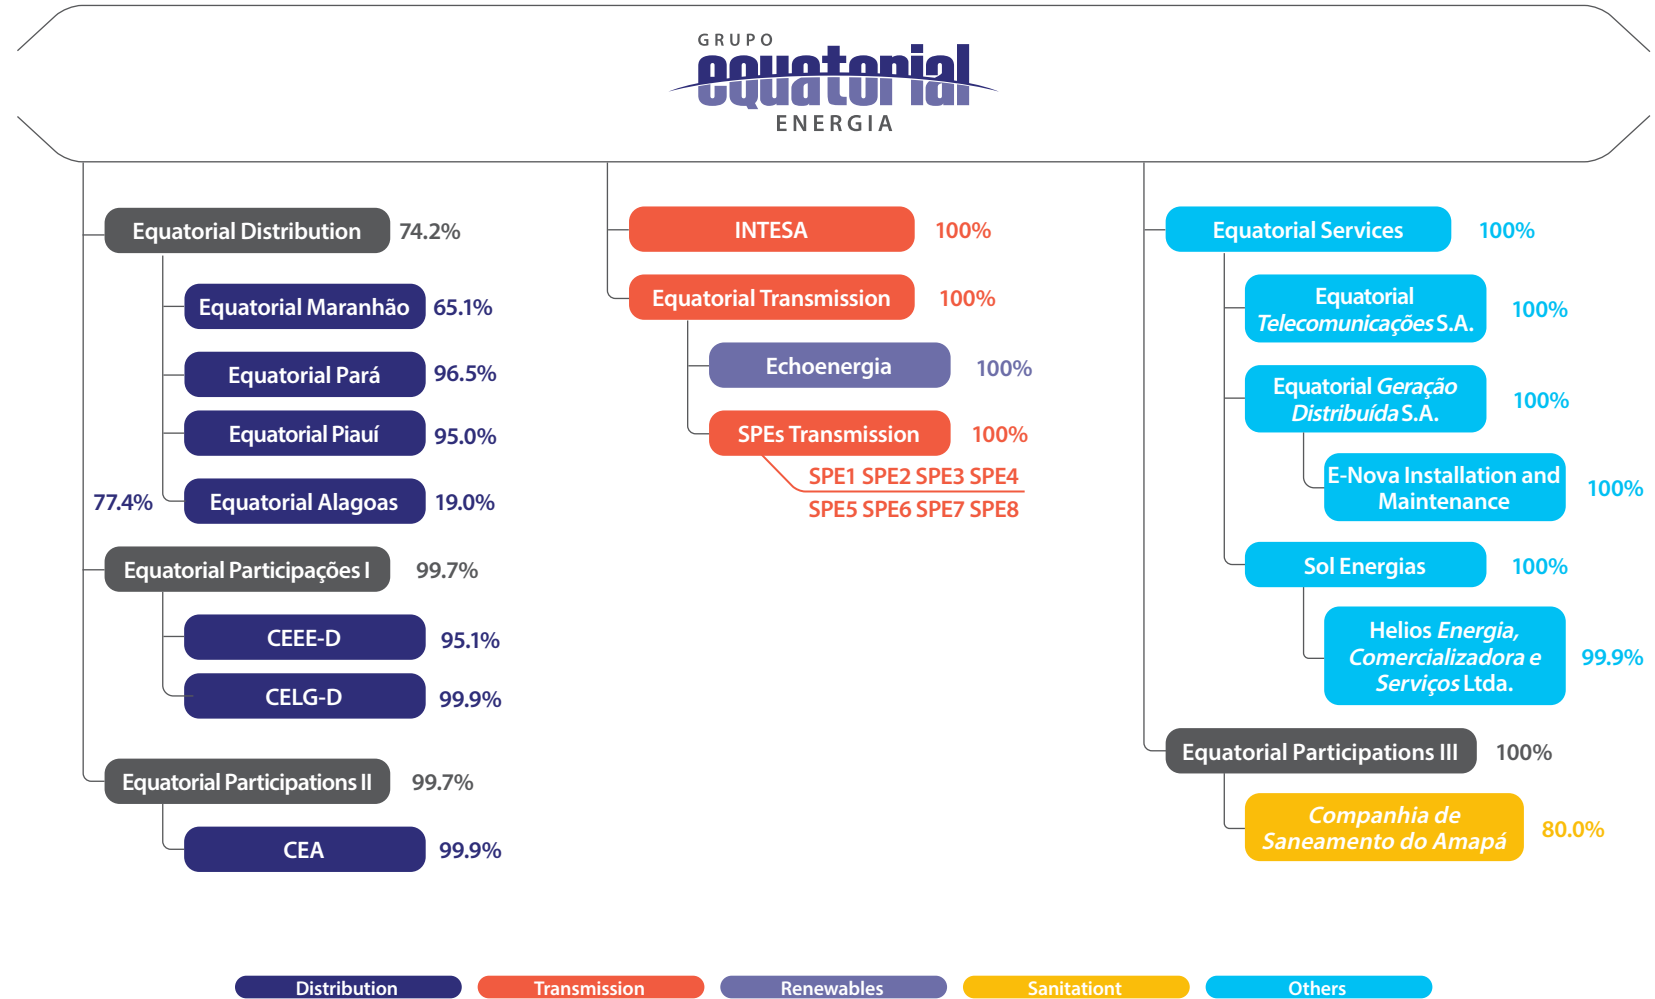 GRUPO
equatorial
ENERGIA
Equatorial Distribution 74.2%
Equatorial Maranhão 65.1%
Equatorial Pará 96.5%
Equatorial Piauí 95.0%
77.4% Equatorial Alagoas 19.0%
Equatorial Participações I 99.7%
CEEE-D 95.1%
CELG-D 99.9%
Equatorial Participations II 99.7%
CEA 99.9%
INTESA 100%
Equatorial Transmission 100%
Echoenergia 100%
SPEs Transmission 100%
SPE1 SPE2 SPE3 SPE4
SPE5 SPE6 SPE7 SPE8
Equatorial Services 100%
Equatorial
Telecomunicações S.A. 100%
Equatorial Geração
Distribuída S.A. 100%
E-Nova Installation and
Maintenance 100%
Sol Energias 100%
Helios Energia,
Comercializadora e 99.9%
Serviços Ltda.
Equatorial Participations III 100%
Companhia de
Saneamento do Amapá 80.0%
Distribution Transmission Renewables Sanitationt Others